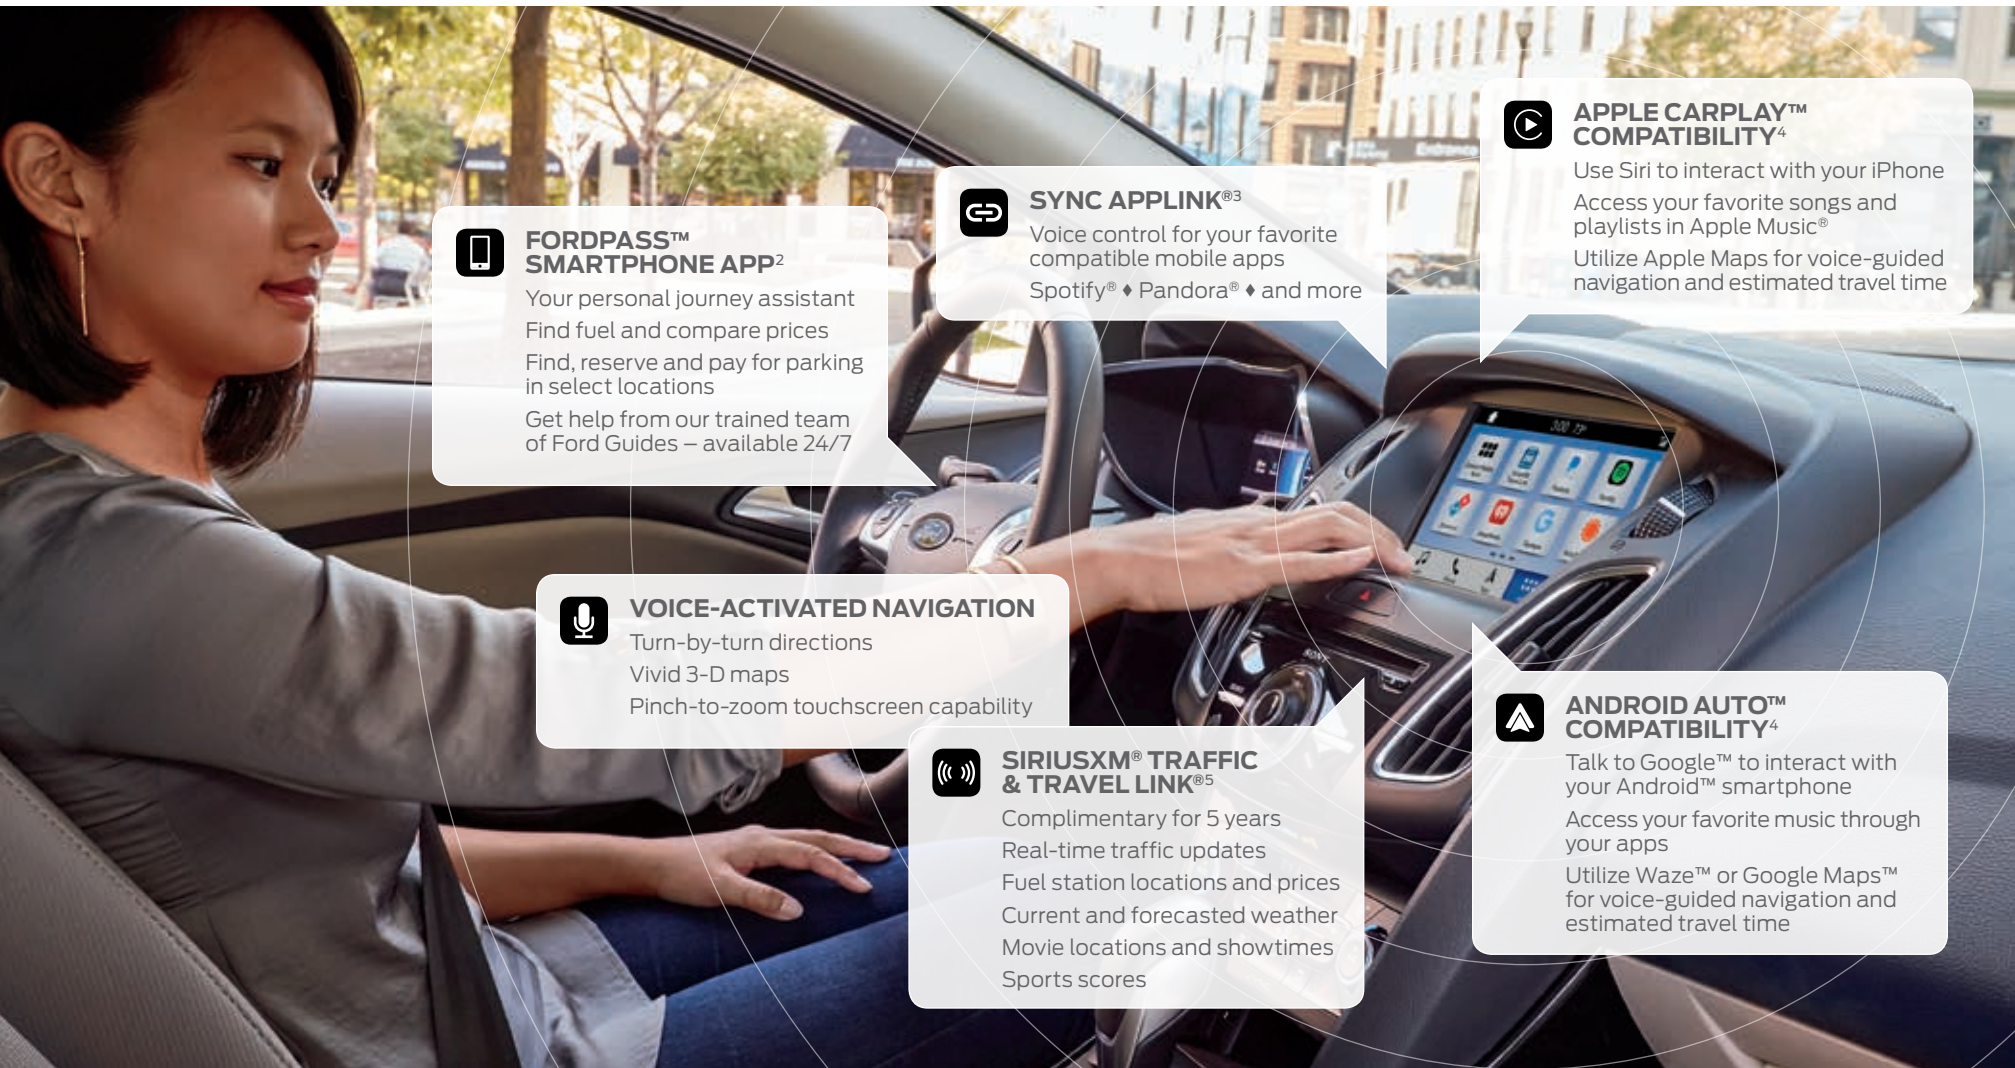 FORDPASS™
SMARTPHONE APP2
Your personal journey assistant
Find fuel and compare prices
Find, reserve and pay for parking
in select locations
Get help from our trained team
of Ford Guides – available 24/7
SYNC APPLINK®3
Voice control for your favorite
compatible mobile apps
Spotify® ♦ Pandora® ♦ and more
APPLE CARPLAY™
COMPATIBILITY4
Use Siri to interact with your iPhone
Access your favorite songs and
playlists in Apple Music®
Utilize Apple Maps for voice-guided
navigation and estimated travel time
VOICE-ACTIVATED NAVIGATION
Turn-by-turn directions
Vivid 3-D maps
Pinch-to-zoom touchscreen capability
SIRIUSXM® TRAFFIC
& TRAVEL LINK®5
Complimentary for 5 years
Real-time traffic updates
Fuel station locations and prices
Current and forecasted weather
Movie locations and showtimes
Sports scores
ANDROID AUTO™
COMPATIBILITY4
Talk to Google™ to interact with
your Android™ smartphone
Access your favorite music through
your apps
Utilize Waze™ or Google Maps™
for voice-guided navigation and
estimated travel time
3:00 73°
SONY